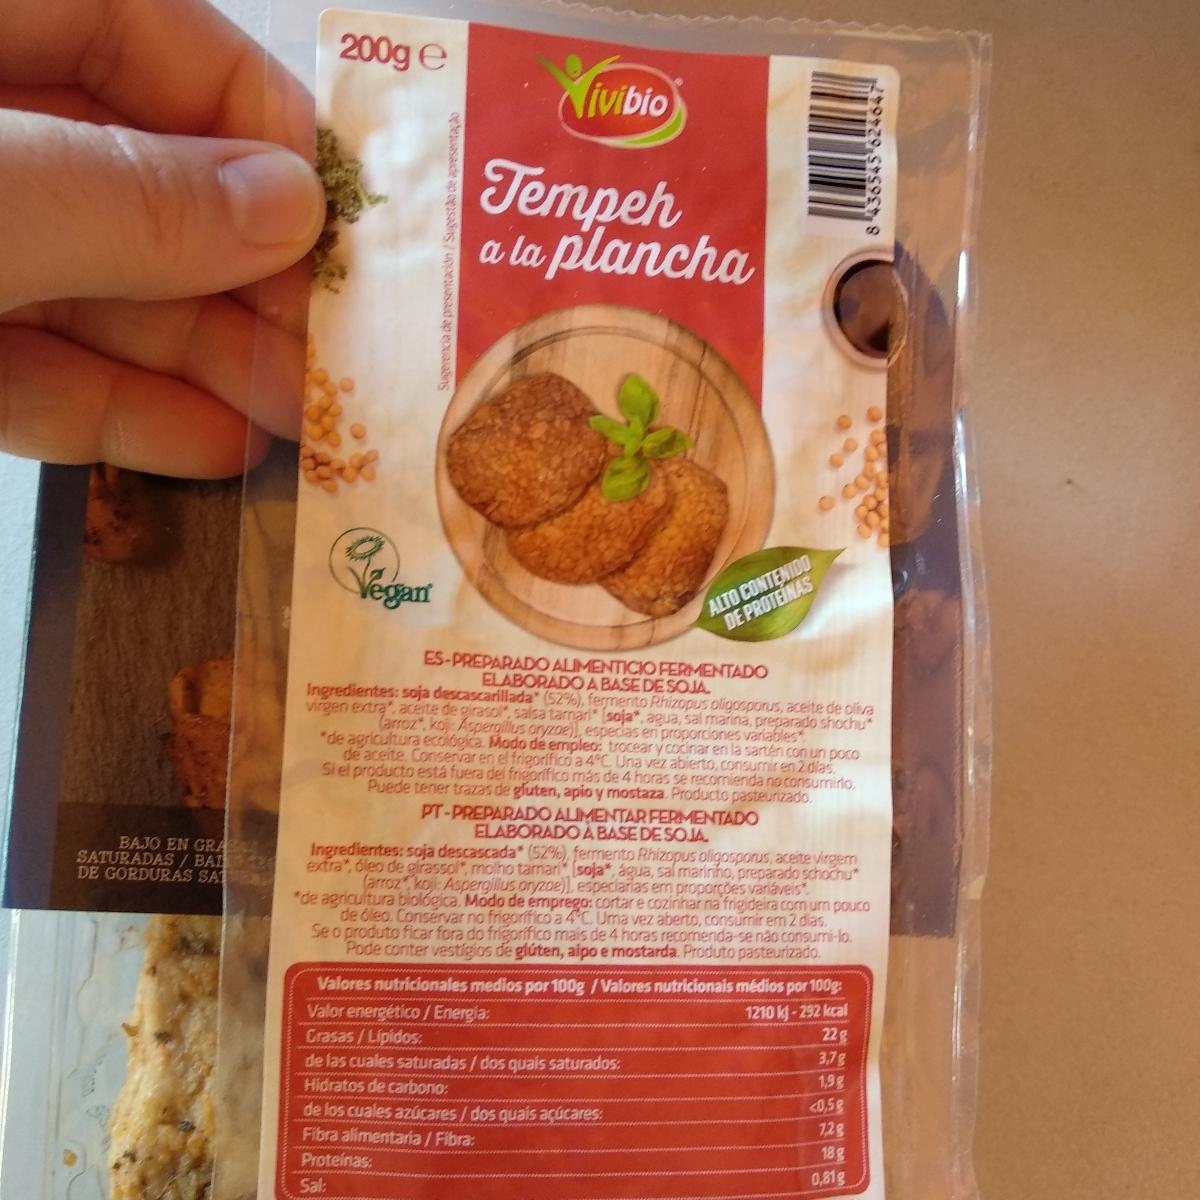 200g e
Vivibio
Tempeh
a la plancha
Sugerencia de presentación / Sugestão de apresentação
8 436545 624647
Vegan
ALTO CONTENIDO
DE PROTEÍNAS
ES - PREPARADO ALIMENTICIO FERMENTADO
ELABORADO A BASE DE SOJA.
Ingredientes: soja descascarillada* (52%), fermento Rhizopus oligosporus, aceite de oliva
virgen extra*, aceite de girasol*, salsa tamari* [soja*, agua, sal marina, preparado shochu*
(arroz*, koji: Aspergillus oryzae)], especias en proporciones variables*.
*de agricultura ecológica. Modo de empleo: trocear y cocinar en la sartén con un poco
de aceite. Conservar en el frigorífico a 4°C. Una vez abierto, consumir en 2 días.
Si el producto está fuera del frigorífico más de 4 horas se recomienda no consumirlo.
Puede tener trazas de gluten, apio y mostaza. Producto pasteurizado.
PT - PREPARADO ALIMENTAR FERMENTADO
ELABORADO À BASE DE SOJA.
Ingredientes: soja descascada* (52%), fermento Rhizopus oligosporus, aceite virgem
extra*, óleo de girassol*, molho tamari* [soja*, água, sal marinho, preparado schochu*
(arroz*, koji: Aspergillus oryzae)], especiarias em proporções variáveis*.
*de agricultura biológica. Modo de emprego: cortar e cozinhar na frigideira com um pouco
de óleo. Conservar no frigorífico a 4°C. Uma vez aberto, consumir em 2 dias.
Se o produto ficar fora do frigorífico mais de 4 horas recomenda-se não consumi-lo.
Pode conter vestígios de glúten, aipo e mostarda. Produto pasteurizado.
Valores nutricionales medios por 100g / Valores nutricionais médios por 100g:
Valor energético / Energia: 1210 kJ - 292 kcal
Grasas / Lípidos: 22 g
de las cuales saturadas / dos quais saturados: 3,7 g
Hidratos de carbono: 1,9 g
de los cuales azúcares / dos quais açúcares: <0,5 g
Fibra alimentaria / Fibra: 7,2 g
Proteínas: 18 g
Sal: 0,81 g
BAJO EN
SATURADAS /
DE GORDURAS